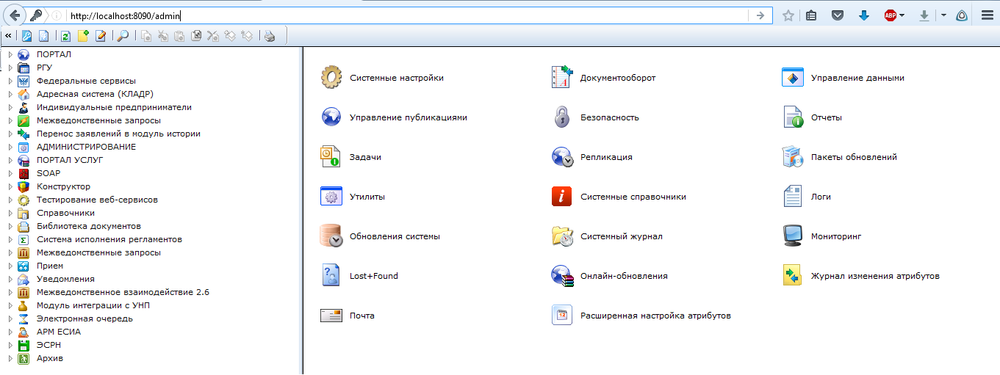 http://localhost:8090/admin
ABP
«
ПОРТАЛ
РГУ
Федеральные сервисы
Адресная система (КЛАДР)
Индивидуальные предприниматели
Межведомственные запросы
Перенос заявлений в модуль истории
АДМИНИСТРИРОВАНИЕ
ПОРТАЛ УСЛУГ
SOAP
Конструктор
Тестирование веб-сервисов
Справочники
Библиотека документов
Система исполнения регламентов
Межведомственные запросы
Прием
Уведомления
Межведомственное взаимодействие 2.6
Модуль интеграции с УНП
Электронная очередь
АРМ ЕСИА
ЭСРН
Архив
Системные настройки
Документооборот
Управление данными
Управление публикациями
Безопасность
Отчеты
Задачи
Репликация
Пакеты обновлений
Утилиты
Системные справочники
Логи
Обновления системы
Системный журнал
Мониторинг
Lost+Found
Онлайн-обновления
Журнал изменения атрибутов
Почта
12
Расширенная настройка атрибутов